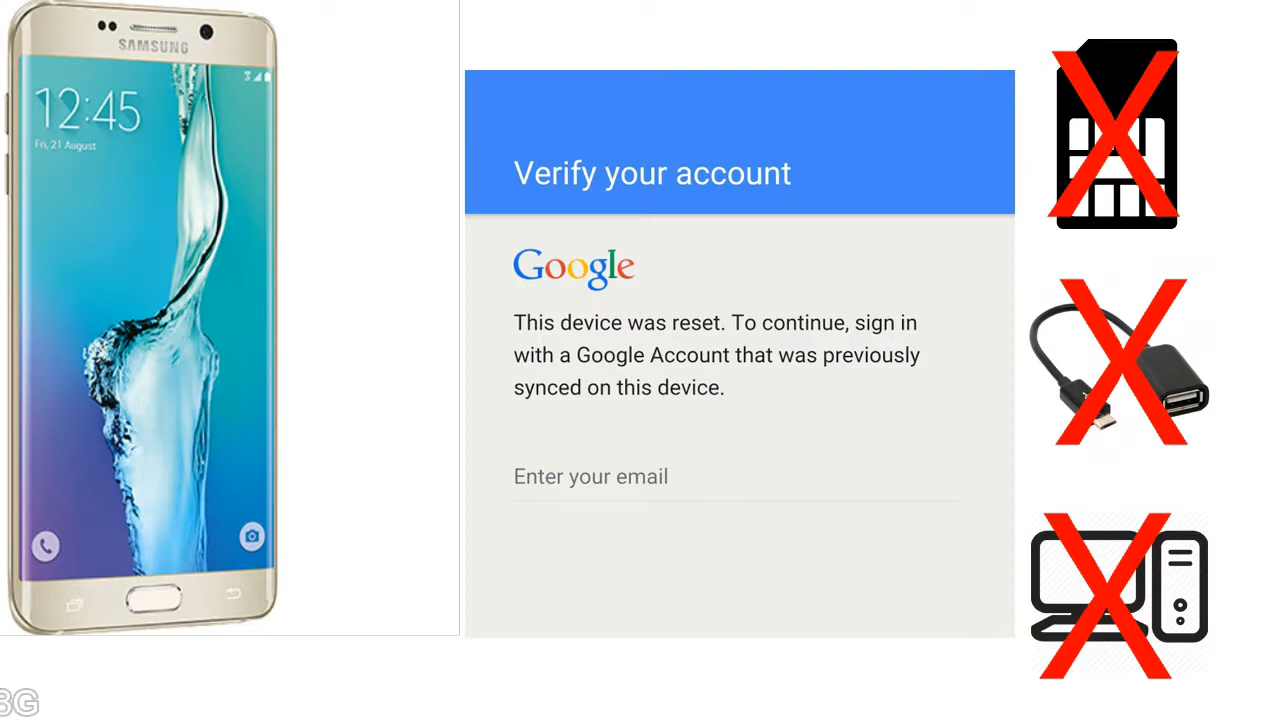 SAMSUNG
12:45
Fri, 21 August
Verify your account
Google
This device was reset. To continue, sign in
with a Google Account that was previously
synced on this device.
Enter your email
BG